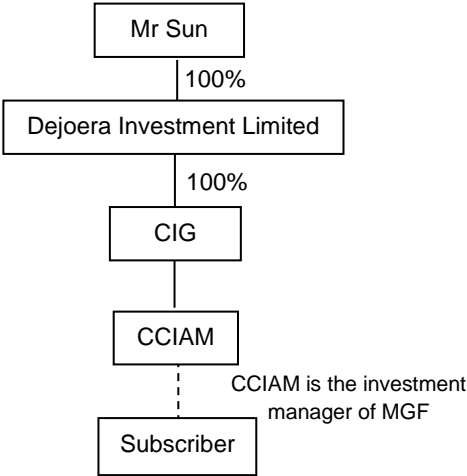 Mr Sun
100%
Dejoera Investment Limited
100%
CIG
CCIAM
CCIAM is the investment
manager of MGF
Subscriber